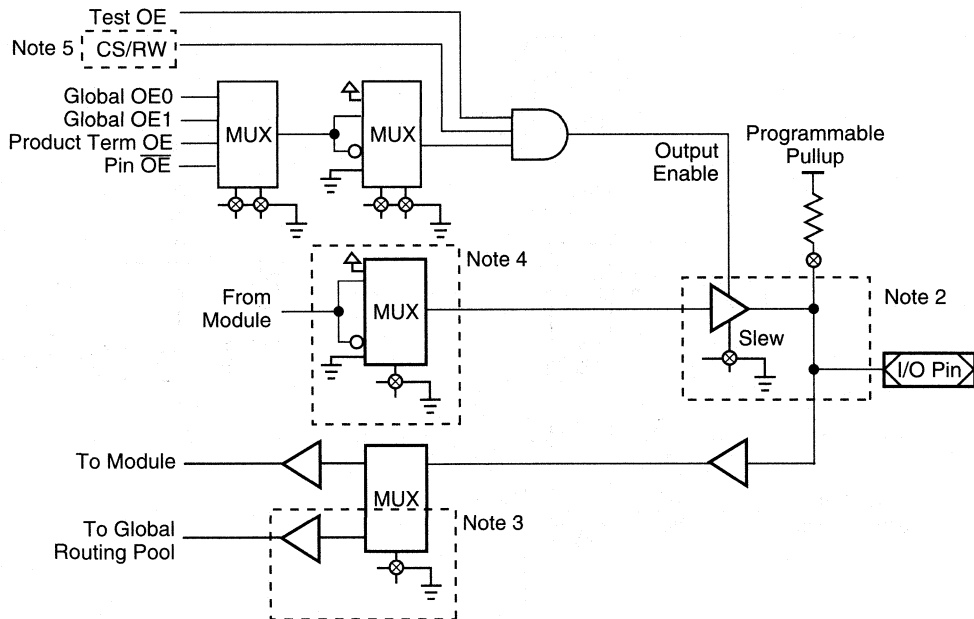 Test OE
Note 5 CS/RW
Global OE0
Global OE1
Product Term OE
Pin O̅E̅
MUX
MUX
Output
Enable
Programmable
Pullup
Note 4
From
Module
MUX
Note 2
Slew
I/O Pin
To Module
MUX
Note 3
To Global
Routing Pool